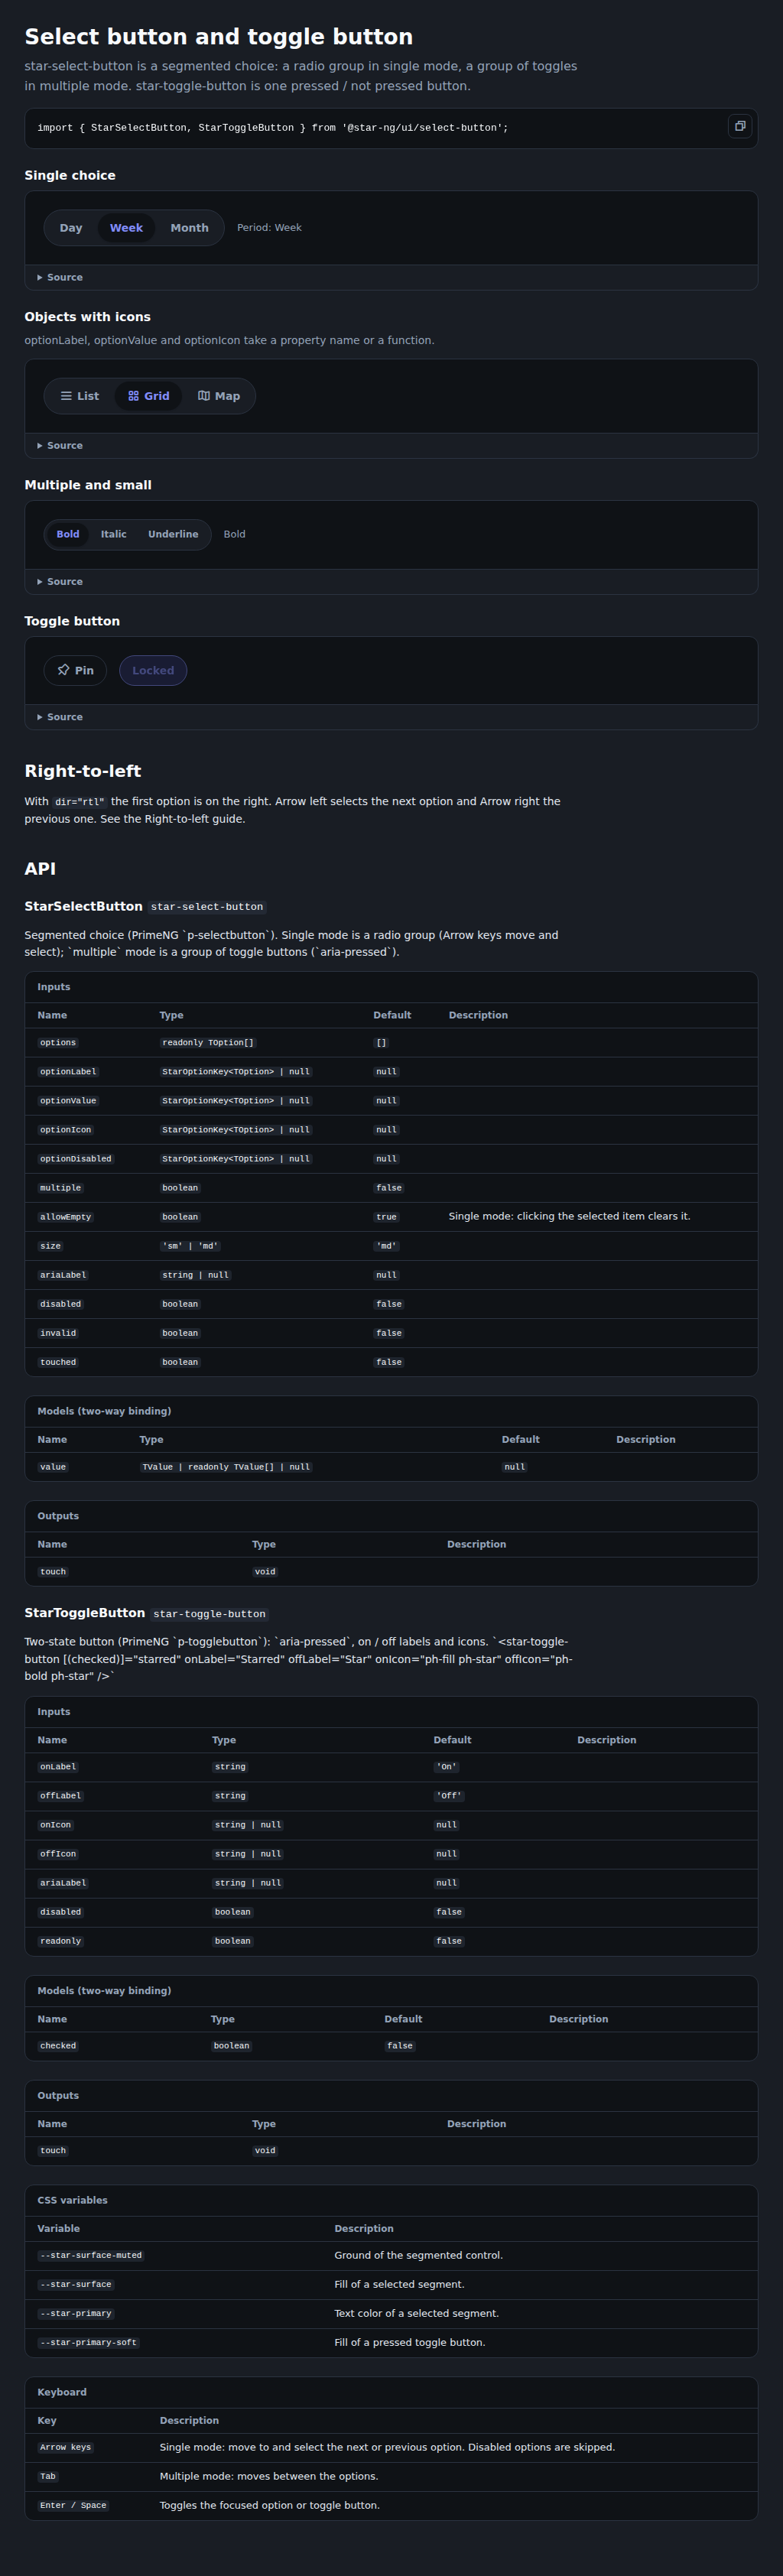 Select button and toggle button
star-select-button is a segmented choice: a radio group in single mode, a group of toggles
in multiple mode. star-toggle-button is one pressed / not pressed button.
import { StarSelectButton, StarToggleButton } from '@star-ng/ui/select-button';
Single choice
Day Week Month Period: Week
Source
Objects with icons
optionLabel, optionValue and optionIcon take a property name or a function.
List Grid Map
Source
Multiple and small
Bold Italic Underline Bold
Source
Toggle button
Pin Locked
Source
Right-to-left
With dir="rtl" the first option is on the right. Arrow left selects the next option and Arrow right the
previous one. See the Right-to-left guide.
API
StarSelectButton star-select-button
Segmented choice (PrimeNG `p-selectbutton`). Single mode is a radio group (Arrow keys move and
select); `multiple` mode is a group of toggle buttons (`aria-pressed`).
Inputs
Name Type Default Description
options readonly TOption[] []
optionLabel StarOptionKey<TOption> | null null
optionValue StarOptionKey<TOption> | null null
optionIcon StarOptionKey<TOption> | null null
optionDisabled StarOptionKey<TOption> | null null
multiple boolean false
allowEmpty boolean true Single mode: clicking the selected item clears it.
size 'sm' | 'md' 'md'
ariaLabel string | null null
disabled boolean false
invalid boolean false
touched boolean false
Models (two-way binding)
Name Type Default Description
value TValue | readonly TValue[] | null null
Outputs
Name Type Description
touch void
StarToggleButton star-toggle-button
Two-state button (PrimeNG `p-togglebutton`): `aria-pressed`, on / off labels and icons. `<star-toggle-
button [(checked)]="starred" onLabel="Starred" offLabel="Star" onIcon="ph-fill ph-star" offIcon="ph-
bold ph-star" />`
Inputs
Name Type Default Description
onLabel string 'On'
offLabel string 'Off'
onIcon string | null null
offIcon string | null null
ariaLabel string | null null
disabled boolean false
readonly boolean false
Models (two-way binding)
Name Type Default Description
checked boolean false
Outputs
Name Type Description
touch void
CSS variables
Variable Description
--star-surface-muted Ground of the segmented control.
--star-surface Fill of a selected segment.
--star-primary Text color of a selected segment.
--star-primary-soft Fill of a pressed toggle button.
Keyboard
Key Description
Arrow keys Single mode: move to and select the next or previous option. Disabled options are skipped.
Tab Multiple mode: moves between the options.
Enter / Space Toggles the focused option or toggle button.